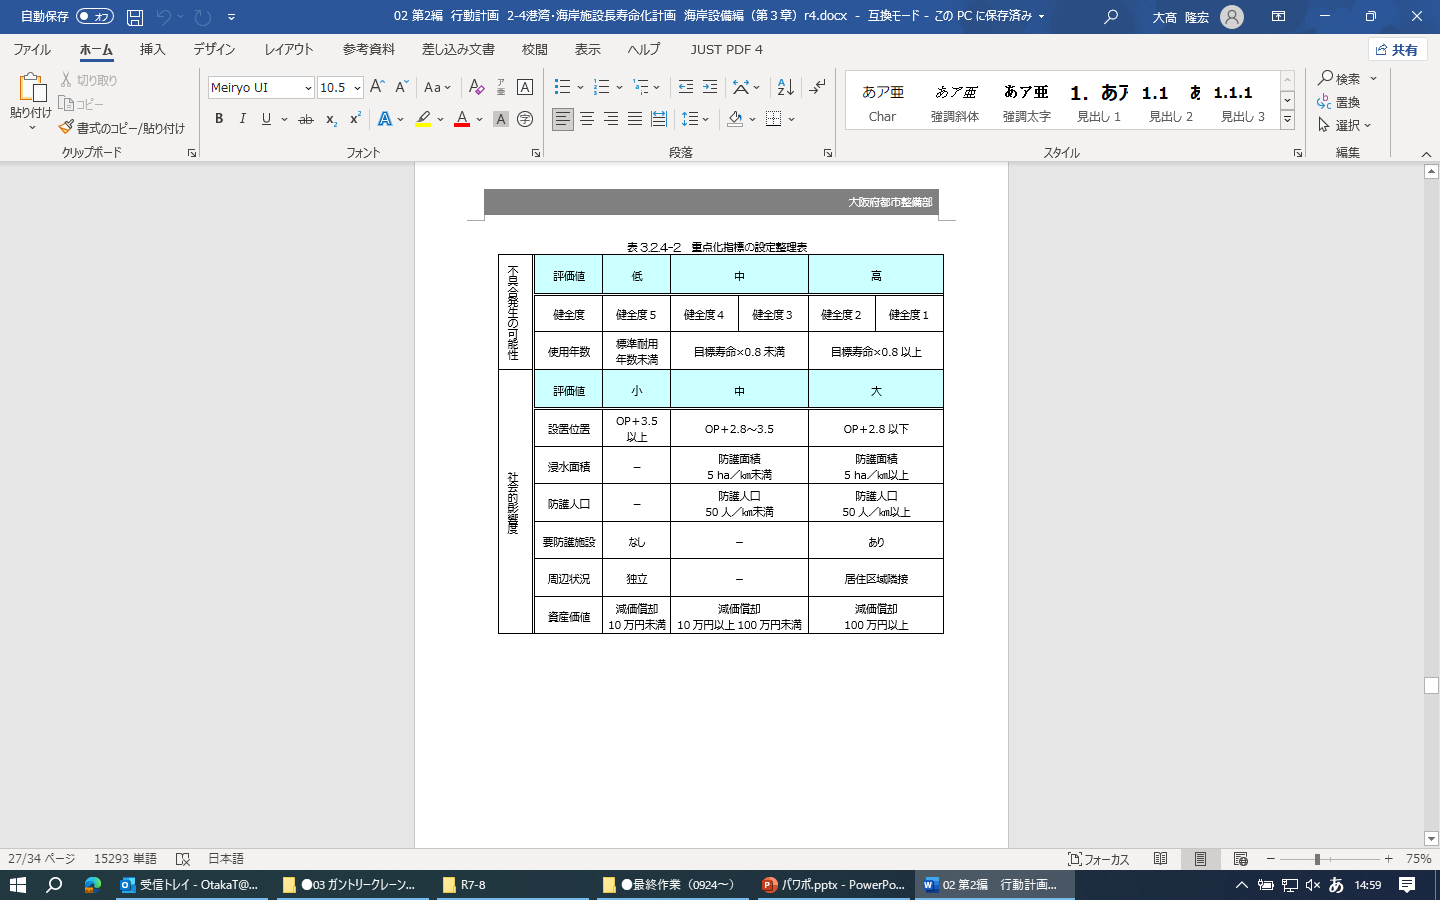 自動保存 オフ 02 第2編 行動計画 2-4港湾・海岸施設長寿命化計画 海岸設備編（第３章）r4.docx - 互換モード - この PC に保存済み 大髙 隆宏
ファイル ホーム 挿入 デザイン レイアウト 参考資料 差し込み文書 校閲 表示 ヘルプ JUST PDF 4 共有
貼り付け
切り取り
コピー
書式のコピー/貼り付け
クリップボード
Meiryo UI 10.5
フォント
段落
あア亜 あア亜 あア亜 1. あア 1.1 あ 1.1.1
Char 強調斜体 強調太字 見出し 1 見出し 2 見出し 3
スタイル
検索
置換
選択
編集
大阪府都市整備部
表 3.2.4-2 重点化指標の設定整理表
不具合発生の可能性
評価値 低 中 高
健全度 健全度５ 健全度４ 健全度３ 健全度２ 健全度１
使用年数 標準耐用年数未満 目標寿命×0.8 未満 目標寿命×0.8 以上
社会的影響度
評価値 小 中 大
設置位置 OP＋3.5 以上 OP＋2.8～3.5 OP＋2.8 以下
浸水面積 － 防護面積 5 ha／㎞未満 防護面積 5 ha／㎞以上
防護人口 － 防護人口 50 人／㎞未満 防護人口 50 人／㎞以上
要防護施設 なし － あり
周辺状況 独立 － 居住区域隣接
資産価値 減価償却 10 万円未満 減価償却 10 万円以上 100 万円未満 減価償却 100 万円以上
27/34 ページ 15293 単語 日本語 フォーカス 75%
受信トレイ - OtakaT@... ●03 ガントリークレーン... R7-8 ●最終作業（0924～） パワポ.pptx - PowerPo... 02 第2編 行動計画... あ 14:59